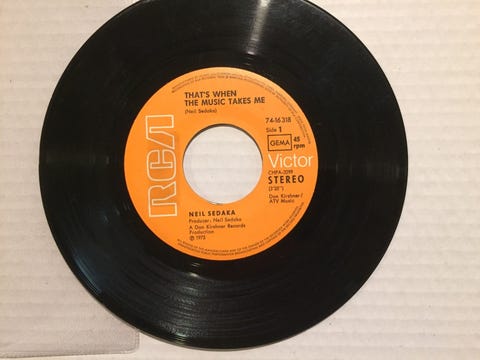 THAT'S WHEN
THE MUSIC TAKES ME
(Neil Sedaka)
RCA
74-16 318
Side 1
GEMA
45
rpm
Victor
CHPA-2099
STEREO
(3'25")
Don Kirshner/
ATV Music
NEIL SEDAKA
Producer: Neil Sedaka
A Don Kirshner Records
Production
℗ 1973